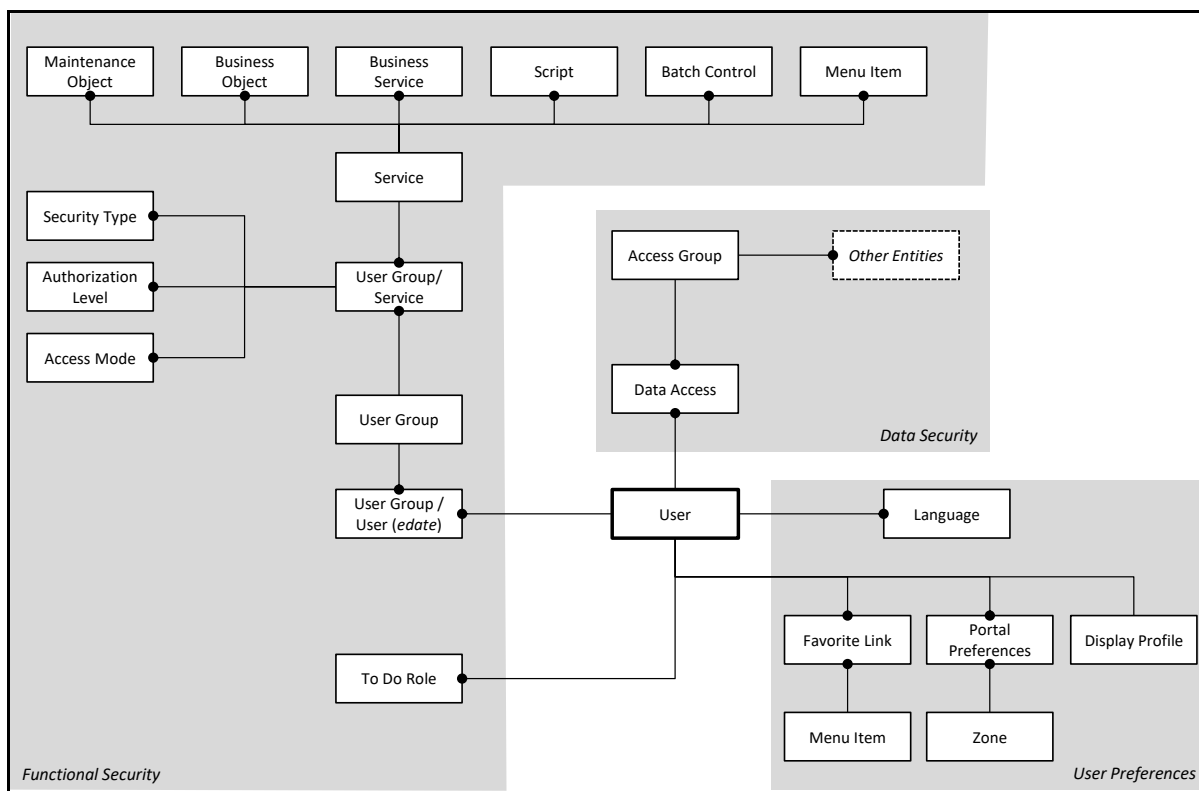 Maintenance
Object
Business
Object
Business
Service
Script
Batch Control
Menu Item
Service
Security Type
Authorization
Level
Access Mode
User Group/
Service
User Group
User Group /
User (edate)
To Do Role
Functional Security
Access Group
Other Entities
Data Access
Data Security
User
Language
Favorite Link
Portal
Preferences
Display Profile
Menu Item
Zone
User Preferences